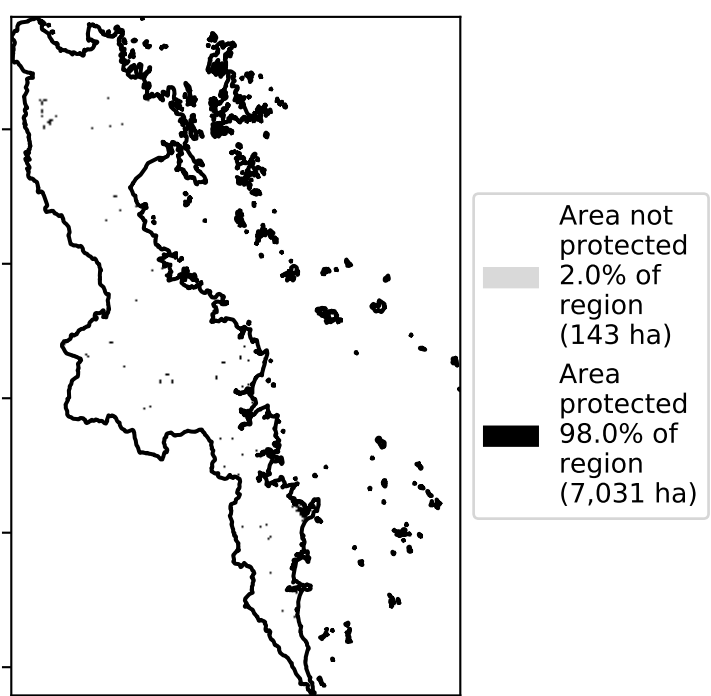 Area not
protected
2.0% of
region
(143 ha)
Area
protected
98.0% of
region
(7,031 ha)